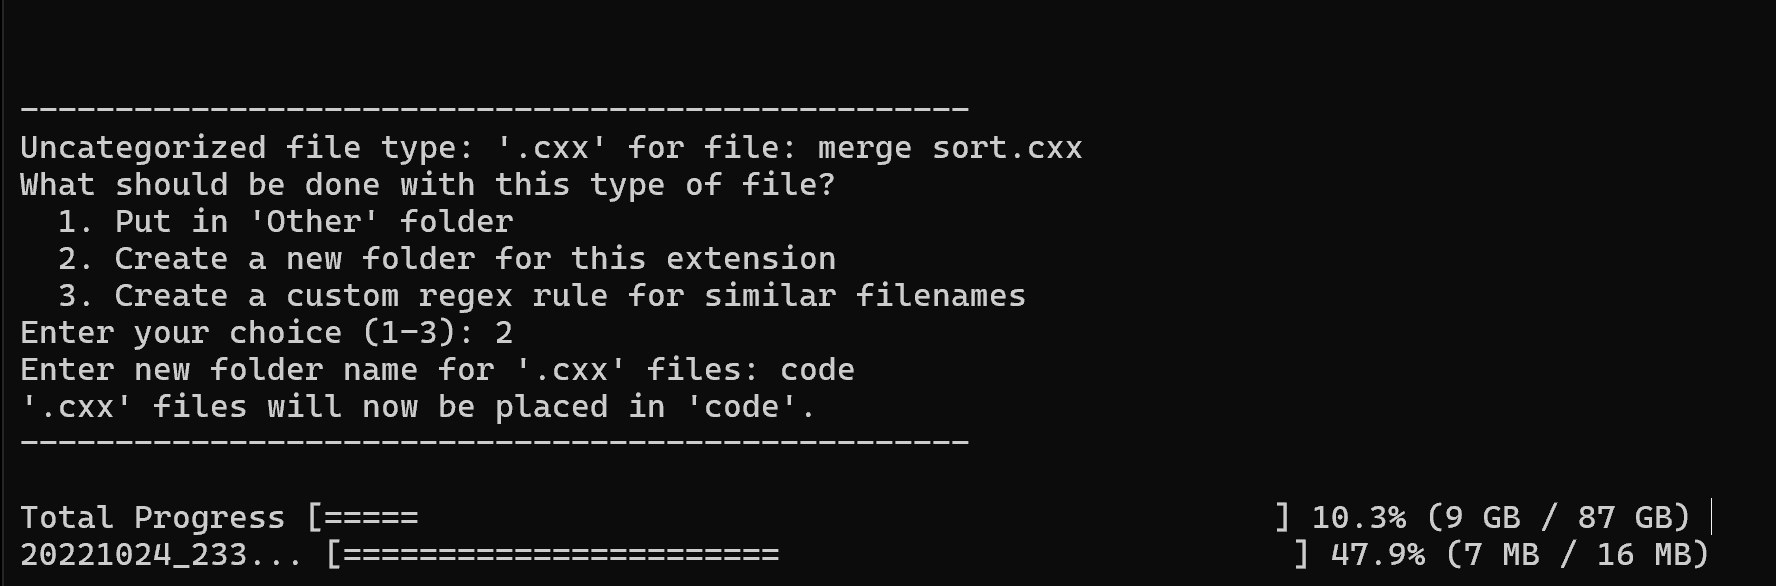 --------------------------------------------------
Uncategorized file type: '.cxx' for file: merge sort.cxx
What should be done with this type of file?
  1. Put in 'Other' folder
  2. Create a new folder for this extension
  3. Create a custom regex rule for similar filenames
Enter your choice (1-3): 2
Enter new folder name for '.cxx' files: code
'.cxx' files will now be placed in 'code'.
--------------------------------------------------
Total Progress [=====                                             ] 10.3% (9 GB / 87 GB)
20221024_233... [=======================                           ] 47.9% (7 MB / 16 MB)